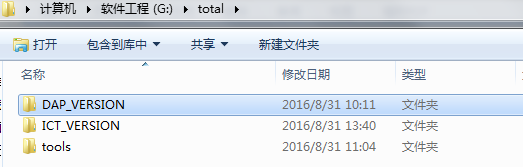 计算机 ▸ 软件工程 (G:) ▸ total ▸
打开 包含到库中 ▾ 共享 ▾ 新建文件夹
名称 修改日期 类型
DAP_VERSION 2016/8/31 10:11 文件夹
ICT_VERSION 2016/8/31 13:40 文件夹
tools 2016/8/31 11:04 文件夹